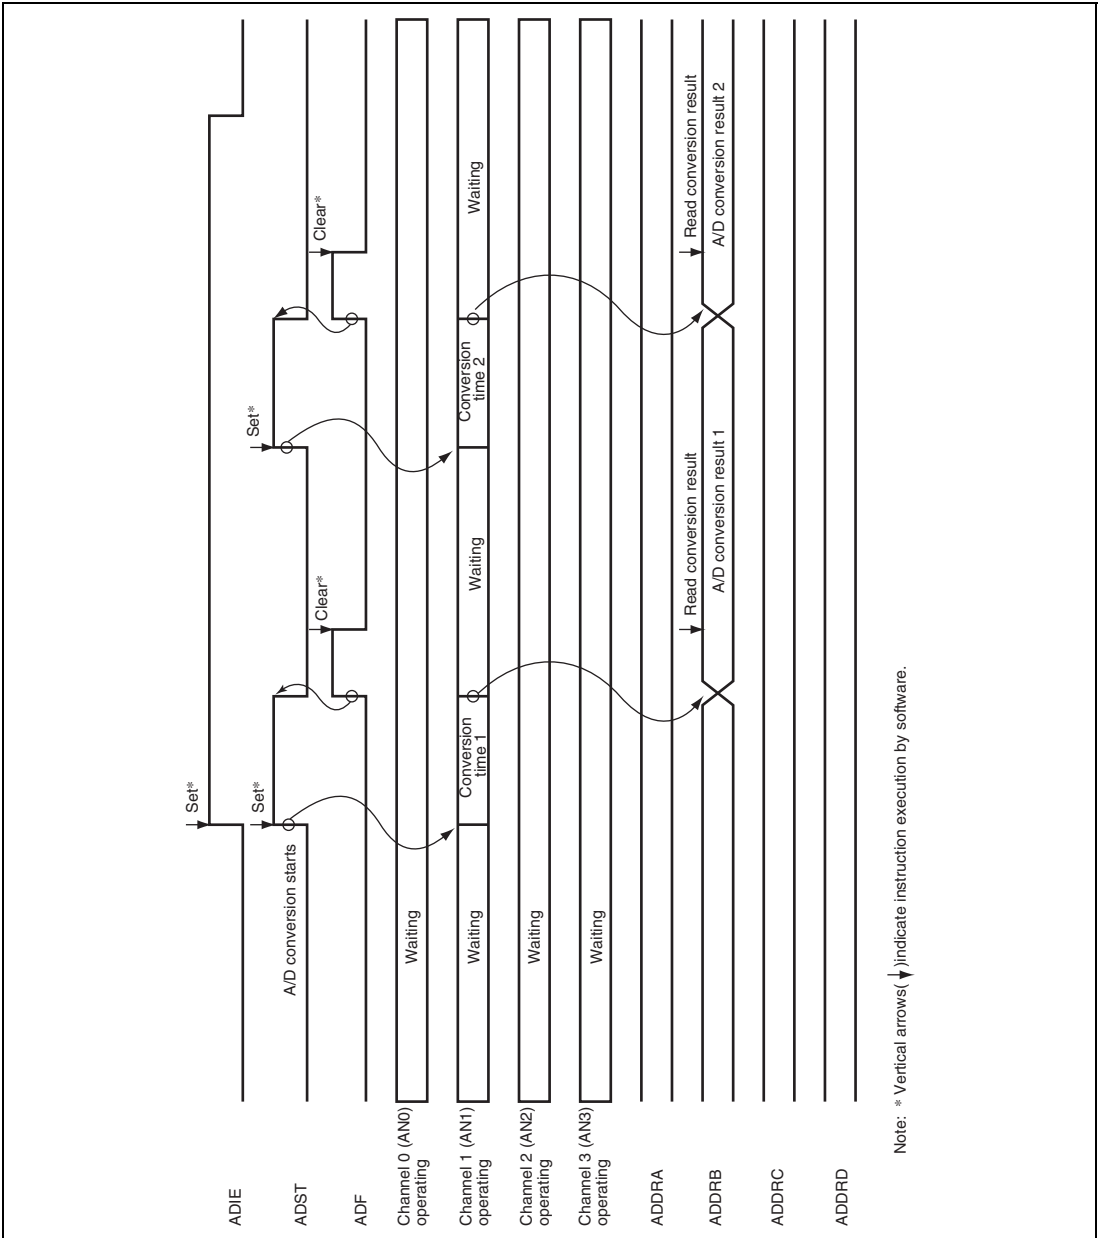 ADIE
Set*
ADST
A/D conversion starts
Set*
Set*
ADF
Clear*
Clear*
Channel 0 (AN0)
operating
Waiting
Channel 1 (AN1)
operating
Waiting
Conversion
time 1
Waiting
Conversion
time 2
Waiting
Channel 2 (AN2)
operating
Waiting
Channel 3 (AN3)
operating
Waiting
ADDRA
ADDRB
Read conversion result
A/D conversion result 1
Read conversion result
A/D conversion result 2
ADDRC
ADDRD
Note: * Vertical arrows( )indicate instruction execution by software.